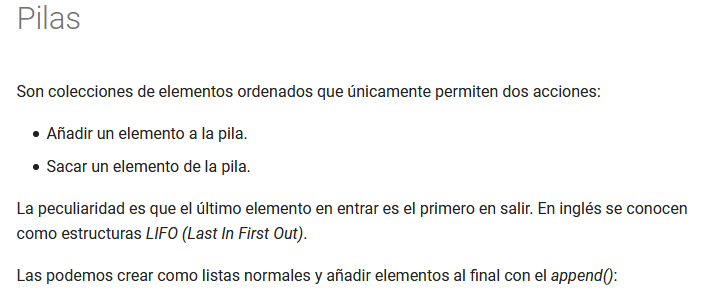 Pilas
Son colecciones de elementos ordenados que únicamente permiten dos acciones:
• Añadir un elemento a la pila.
• Sacar un elemento de la pila.
La peculiaridad es que el último elemento en entrar es el primero en salir. En inglés se conocen
como estructuras LIFO (Last In First Out).
Las podemos crear como listas normales y añadir elementos al final con el append():